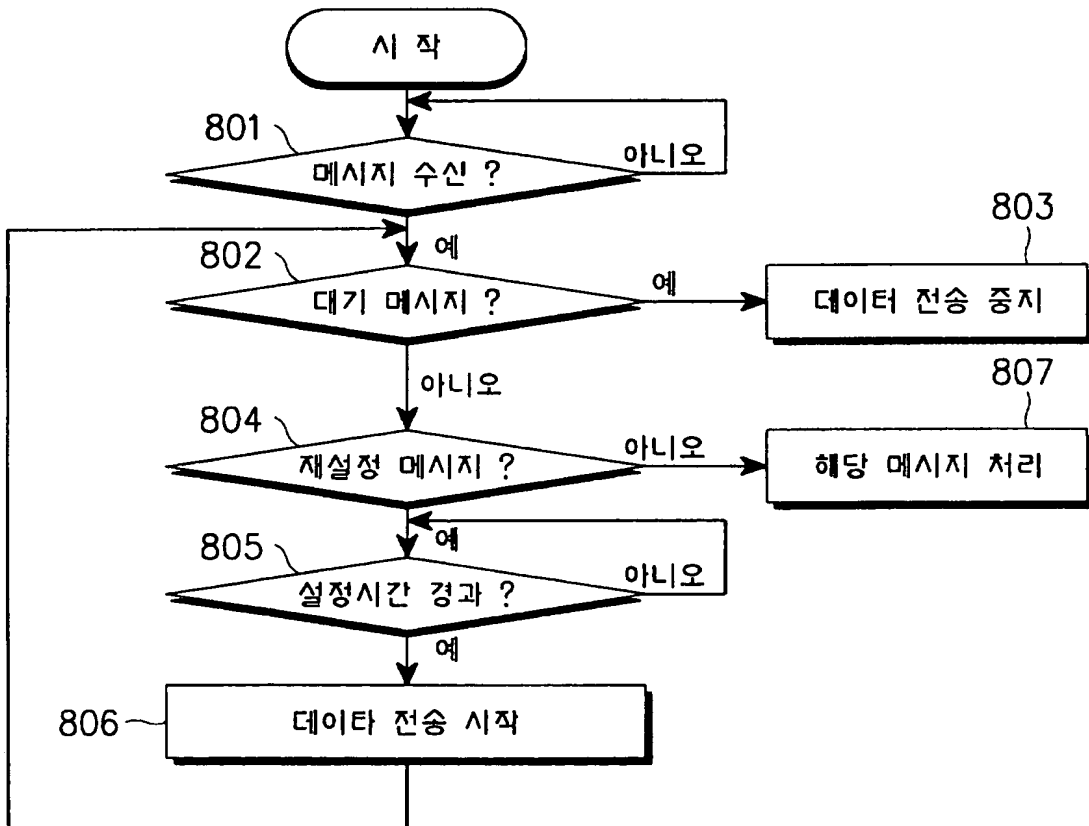 시 작
801
메시지 수신 ?
아니오
예
802
대기 메시지 ?
예
803
데이터 전송 중지
아니오
804
재설정 메시지 ?
아니오
807
해당 메시지 처리
예
805
설정시간 경과 ?
아니오
예
806
데이타 전송 시작